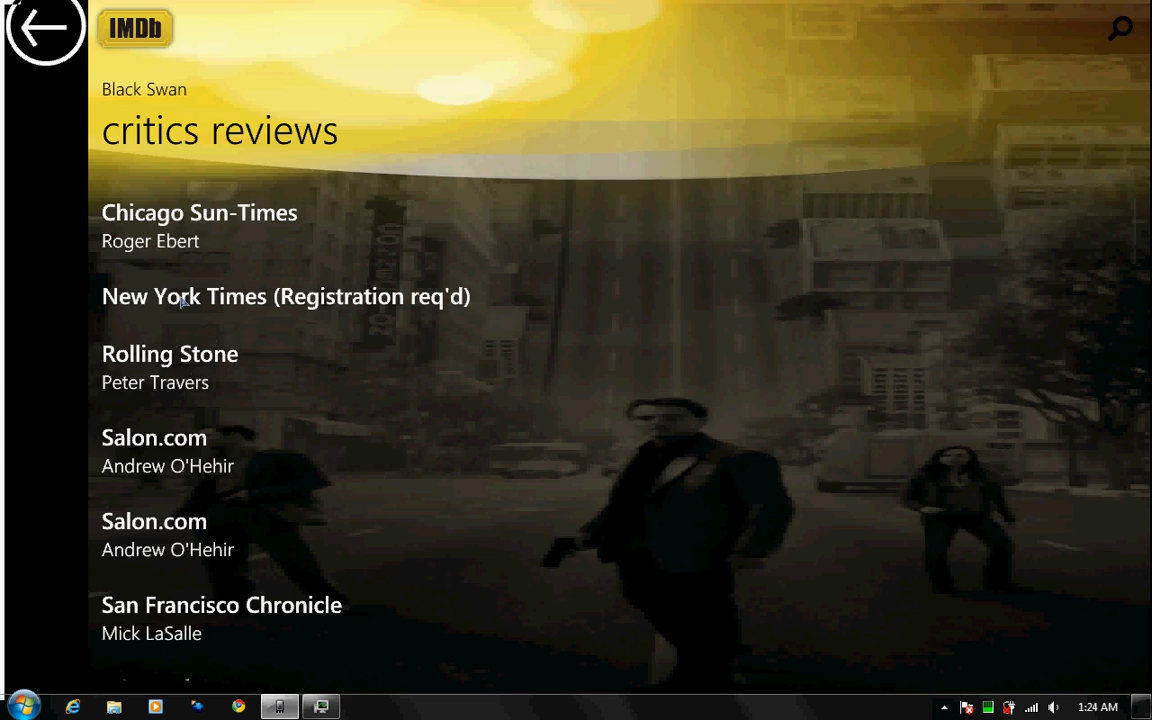 IMDb
Black Swan
critics reviews
Chicago Sun-Times
Roger Ebert
New York Times (Registration req'd)
Rolling Stone
Peter Travers
Salon.com
Andrew O'Hehir
Salon.com
Andrew O'Hehir
San Francisco Chronicle
Mick LaSalle
1:24 AM